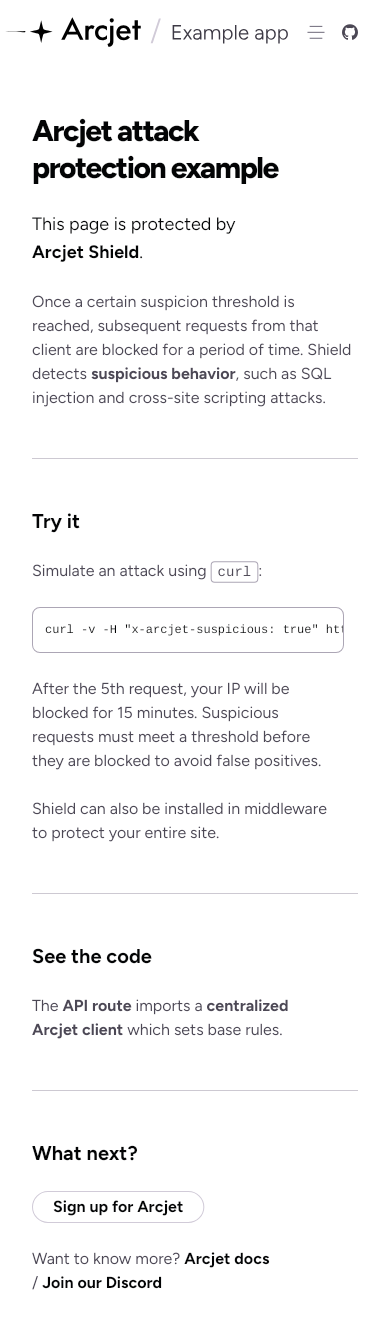 Arcjet / Example app
Arcjet attack
protection example
This page is protected by
Arcjet Shield.
Once a certain suspicion threshold is
reached, subsequent requests from that
client are blocked for a period of time. Shield
detects suspicious behavior, such as SQL
injection and cross-site scripting attacks.
Try it
Simulate an attack using curl:
curl -v -H "x-arcjet-suspicious: true" htt
After the 5th request, your IP will be
blocked for 15 minutes. Suspicious
requests must meet a threshold before
they are blocked to avoid false positives.
Shield can also be installed in middleware
to protect your entire site.
See the code
The API route imports a centralized
Arcjet client which sets base rules.
What next?
Sign up for Arcjet
Want to know more? Arcjet docs
/ Join our Discord